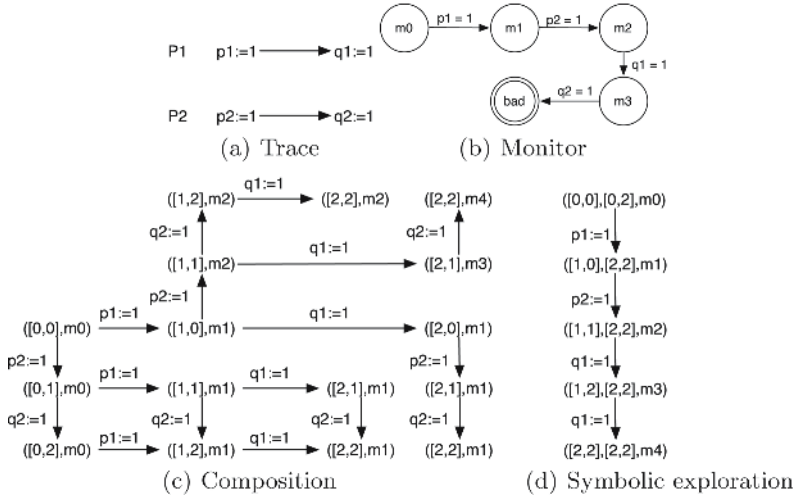 P1 p1:=1 q1:=1
P2 p2:=1 q2:=1
(a) Trace
m0 p1 = 1 m1 p2 = 1 m2
q1 = 1
bad q2 = 1 m3
(b) Monitor
([1,2],m2) q1:=1 ([2,2],m2) ([2,2],m4)
q2:=1 q2:=1
([1,1],m2) q1:=1 ([2,1],m3)
p2:=1
([0,0],m0) p1:=1 ([1,0],m1) q1:=1 ([2,0],m1)
p2:=1 p2:=1
([0,1],m0) p1:=1 ([1,1],m1) q1:=1 ([2,1],m1) ([2,1],m1)
q2:=1 q2:=1 q2:=1 q2:=1
([0,2],m0) p1:=1 ([1,2],m1) q1:=1 ([2,2],m1) ([2,2],m1)
(c) Composition
([0,0],[0,2],m0)
p1:=1
([1,0],[2,2],m1)
p2:=1
([1,1],[2,2],m2)
q1:=1
([1,2],[2,2],m3)
q1:=1
([2,2],[2,2],m4)
(d) Symbolic exploration